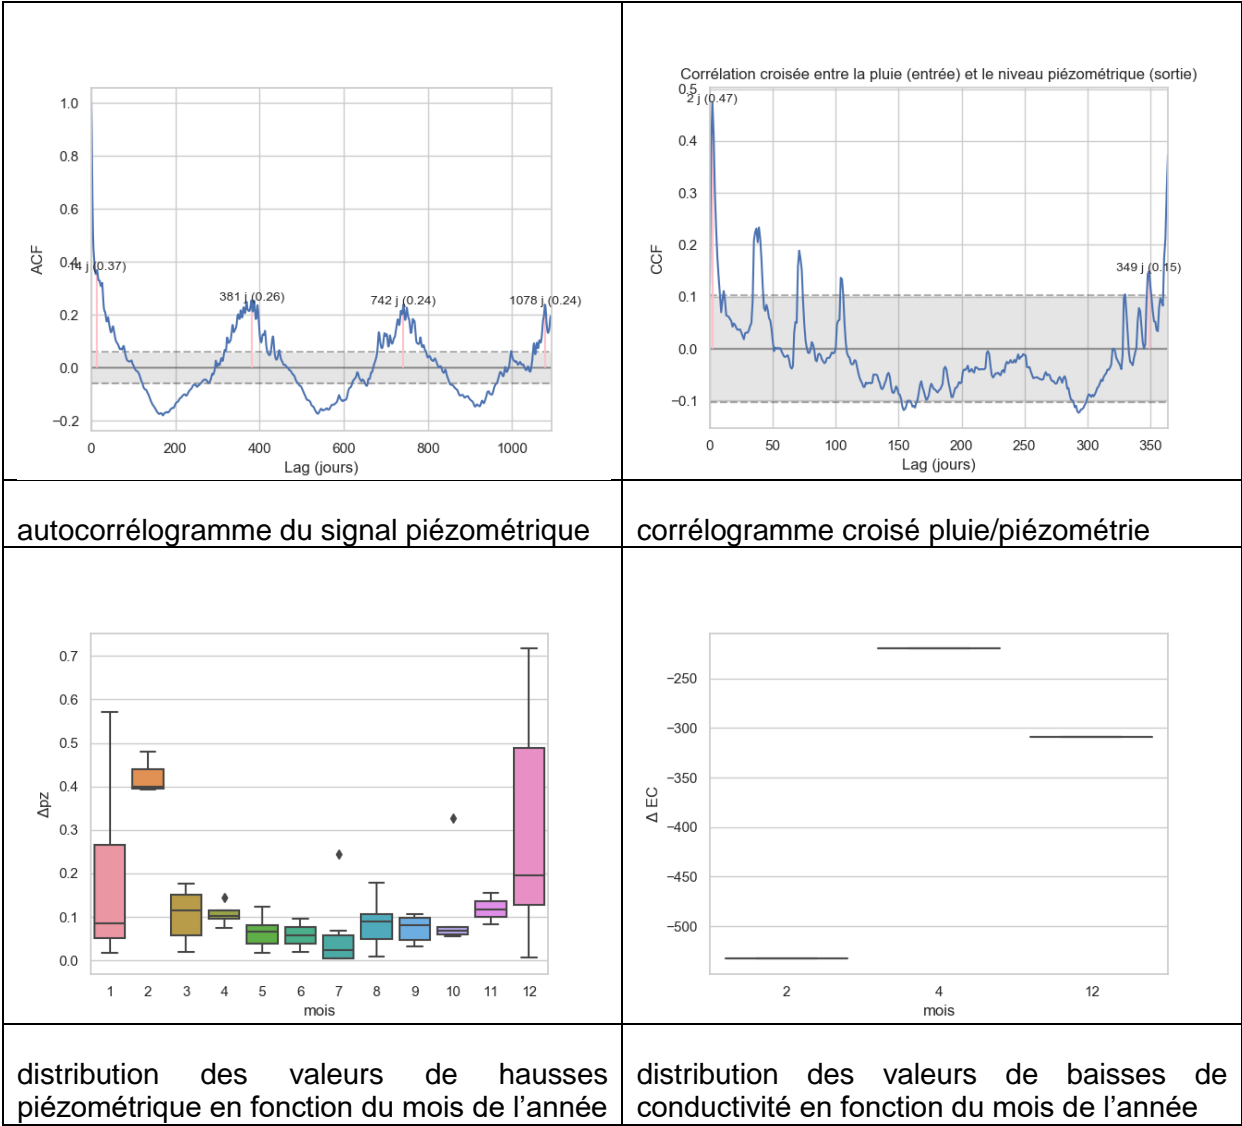 1.0
0.8
0.6
0.4
0.2
0.0
−0.2
ACF
14 j (0.37)
381 j (0.26)
742 j (0.24)
1078 j (0.24)
0 200 400 600 800 1000
Lag (jours)
Corrélation croisée entre la pluie (entrée) et le niveau piézométrique (sortie)
0.5
0.4
0.3
0.2
0.1
0.0
−0.1
CCF
2 j (0.47)
349 j (0.15)
0 50 100 150 200 250 300 350
Lag (jours)
autocorrélogramme du signal piézométrique
corrélogramme croisé pluie/piézométrie
0.7
0.6
0.5
0.4
0.3
0.2
0.1
0.0
Δpz
1 2 3 4 5 6 7 8 9 10 11 12
mois
−250
−300
−350
−400
−450
−500
Δ EC
2 4 12
mois
distribution des valeurs de hausses
piézométrique en fonction du mois de l’année
distribution des valeurs de baisses de
conductivité en fonction du mois de l’année